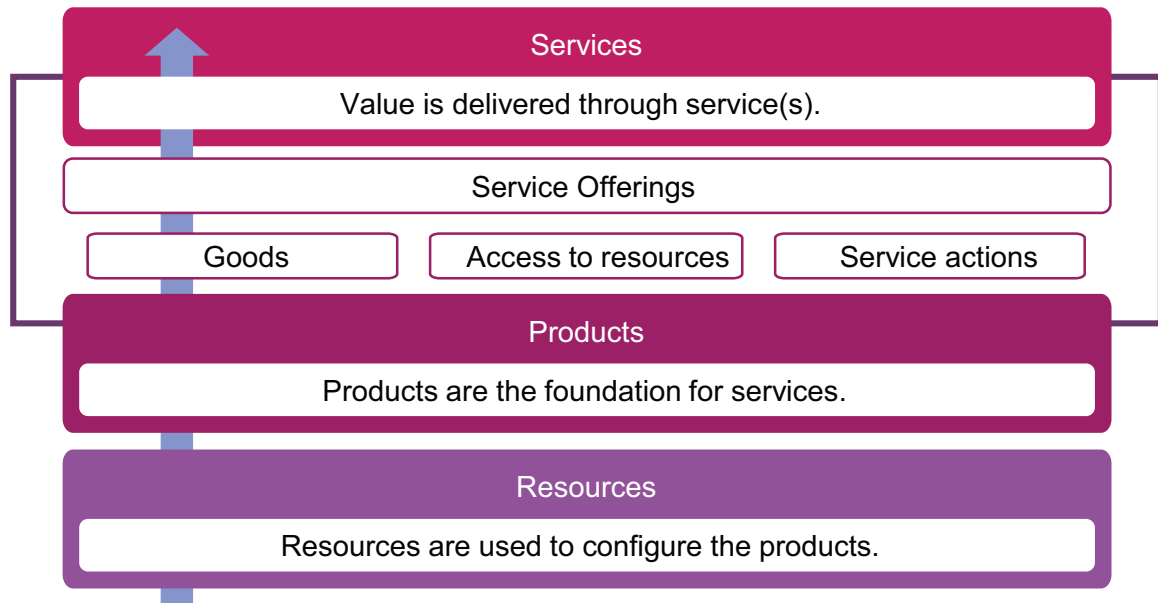 Services
Value is delivered through service(s).
Service Offerings
Goods
Access to resources
Service actions
Products
Products are the foundation for services.
Resources
Resources are used to configure the products.